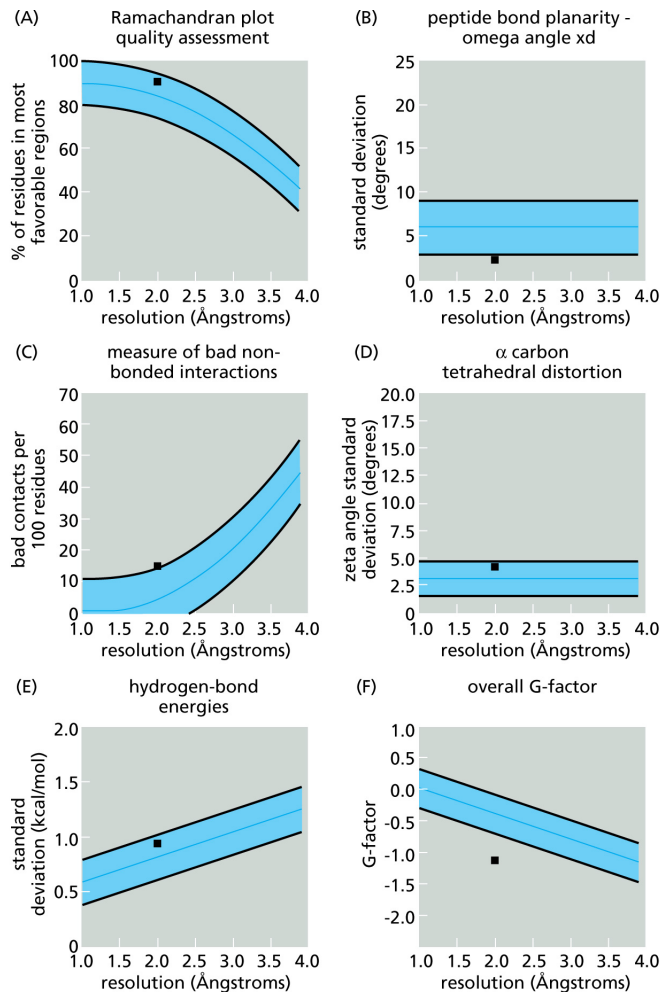 (A)
Ramachandran plot
quality assessment
% of residues in most
favorable regions
100
80
60
40
20
0
1.0 1.5 2.0 2.5 3.0 3.5 4.0
resolution (Ångstroms)
(B)
peptide bond planarity -
omega angle xd
standard deviation
(degrees)
25
20
15
10
5
0
1.0 1.5 2.0 2.5 3.0 3.5 4.0
resolution (Ångstroms)
(C)
measure of bad non-
bonded interactions
bad contacts per
100 residues
70
60
50
40
30
20
10
0
1.0 1.5 2.0 2.5 3.0 3.5 4.0
resolution (Ångstroms)
(D)
α carbon
tetrahedral distortion
zeta angle standard
deviation (degrees)
20.0
17.5
15.0
12.5
10.0
7.5
5.0
2.5
0
1.0 1.5 2.0 2.5 3.0 3.5 4.0
resolution (Ångstroms)
(E)
hydrogen-bond
energies
standard
deviation (kcal/mol)
2.0
1.5
1.0
0.5
0
1.0 1.5 2.0 2.5 3.0 3.5 4.0
resolution (Ångstroms)
(F)
overall G-factor
G-factor
1.0
0.5
0.0
-0.5
-1.0
-1.5
-2.0
1.0 1.5 2.0 2.5 3.0 3.5 4.0
resolution (Ångstroms)